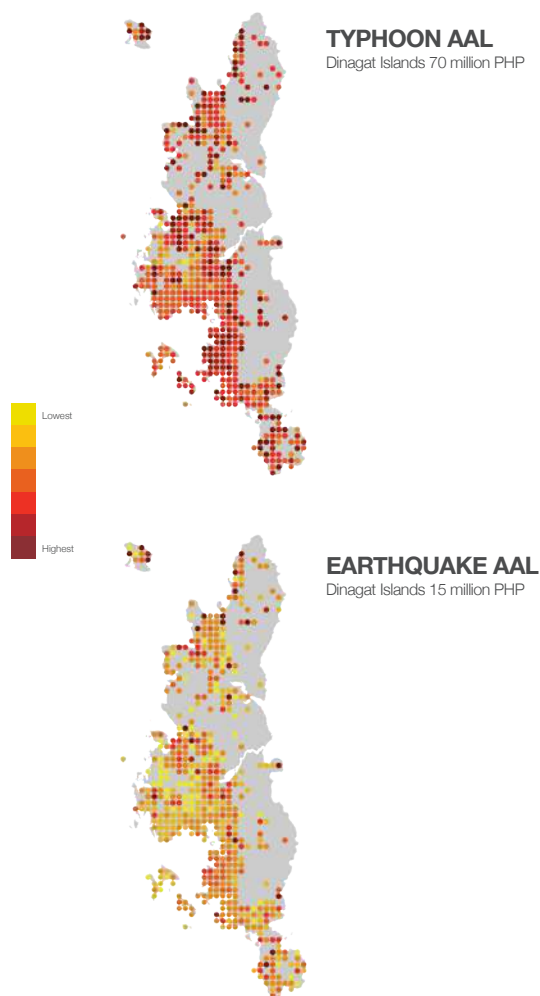 TYPHOON AAL
Dinagat Islands 70 million PHP
Lowest
Highest
EARTHQUAKE AAL
Dinagat Islands 15 million PHP